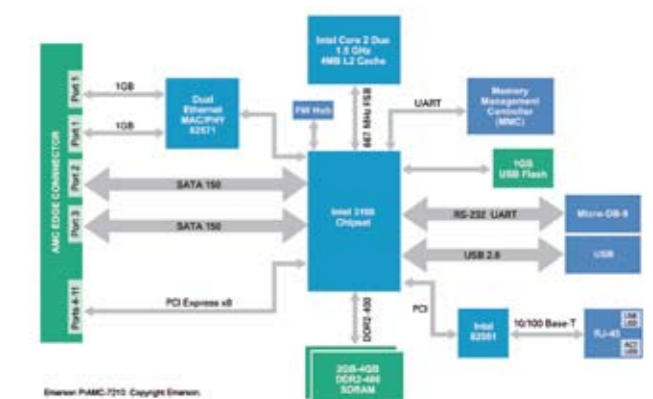 Intel Core 2 Duo
1.5 GHz
4MB L2 Cache
AMC EDGE CONNECTOR
Port 1
1GB
Dual
Ethernet
MAC/PHY
82571
FW Hub
667 MHz FSB
UART
Memory
Management
Controller
(MMC)
Port 1
1GB
1GB
USB Flash
Port 2
SATA 150
Intel 3100
Chipset
RS-232 UART
Micro-DB-9
Port 3
SATA 150
USB 2.0
USB
Ports 4-11
PCI Express x8
DDR2-400
PCI
Intel
82551
10/100 Base-T
RJ-45
LINK
LED
ACT
LED
2GB-4GB
DDR2-400
SDRAM
Emerson PrAMC-7210. Copyright Emerson.